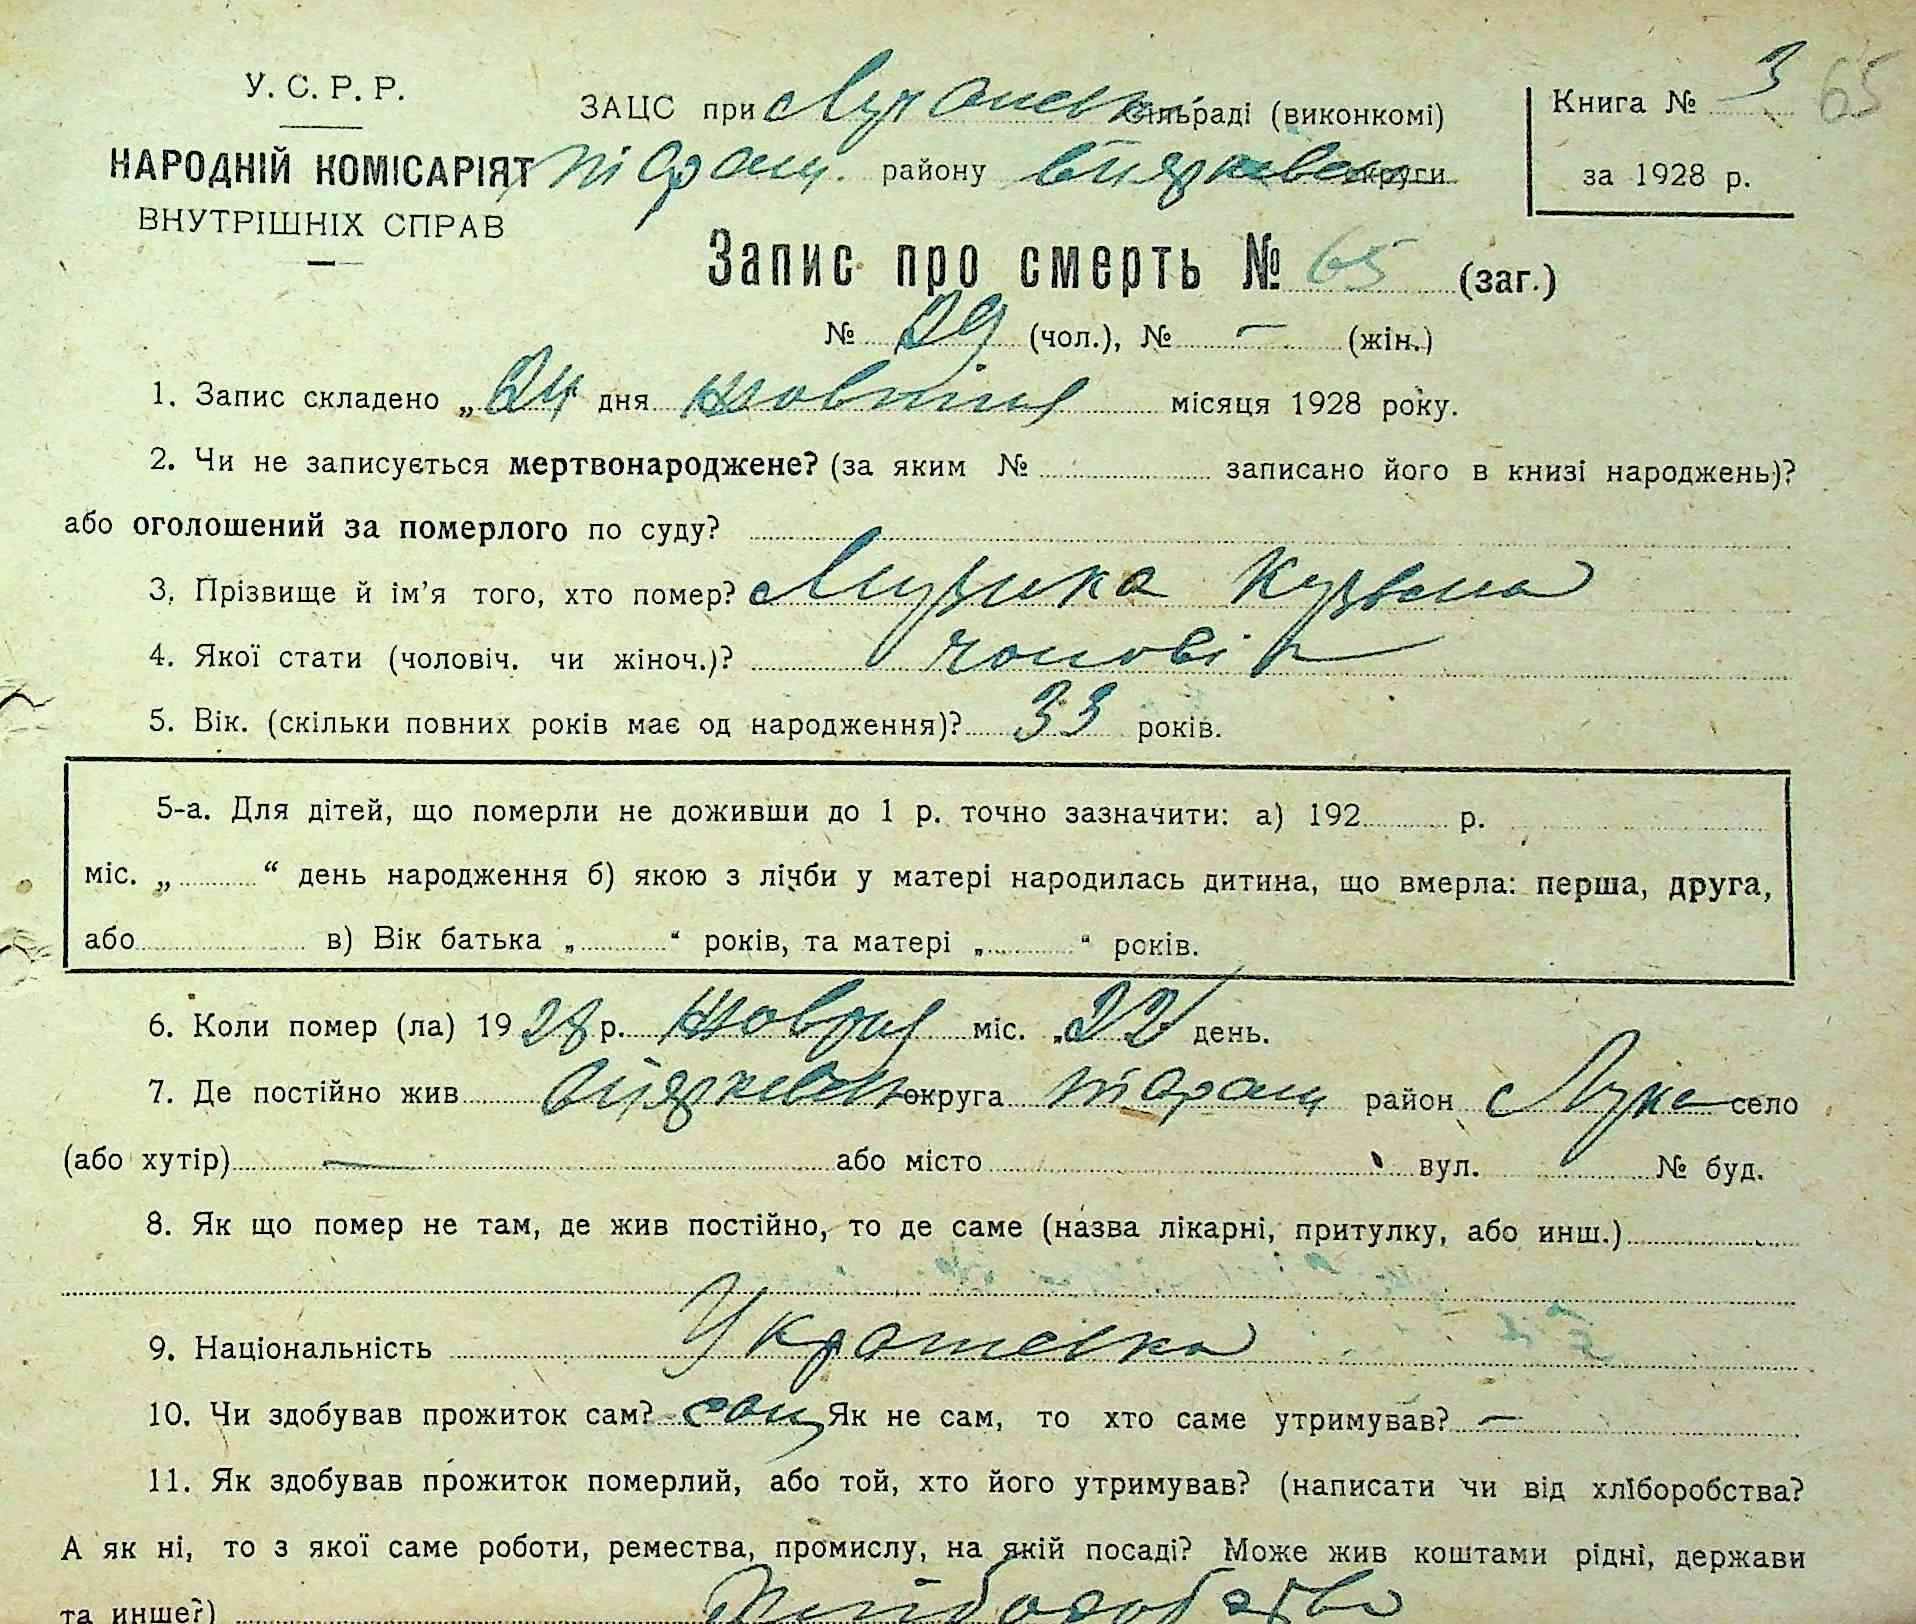 У. С. Р. Р.
НАРОДНІЙ КОМІСАРІЯТ
ВНУТРІШНІХ СПРАВ
ЗАЦС при сільраді (виконкомі)
району округи
Книга № 3 65
за 1928 р.
Запис про смерть № 65 (заг.)
№ 29 (чол.), № — (жін.)
1. Запис складено „24 дня жовтня місяця 1928 року.
2. Чи не записується мертвонароджене? (за яким № записано його в книзі народжень)?
або оголошений за померлого по суду?
3. Прізвище й ім'я того, хто помер? Музика Кузьма
4. Якої стати (чоловіч. чи жіноч.)? чоловік
5. Вік. (скільки повних років має од народження)? 33 років.
5-а. Для дітей, що померли не доживши до 1 р. точно зазначити: а) 192 р.
міс. „ “ день народження б) якою з лічби у матері народилась дитина, що вмерла: перша, друга,
або в) Вік батька „ “ років, та матері „ “ років.
6. Коли помер (ла) 1928 р. жовтня міс. „22 день.
7. Де постійно жив округа район село
(або хутір) — або місто вул. № буд.
8. Як що помер не там, де жив постійно, то де саме (назва лікарні, притулку, або инш.)
9. Національність
10. Чи здобував прожиток сам? сам Як не сам, то хто саме утримував? —
11. Як здобував прожиток померлий, або той, хто його утримував? (написати чи від хліборобства?
А як ні, то з якої саме роботи, ремества, промислу, на якій посаді? Може жив коштами рідні, держави
та инше?)